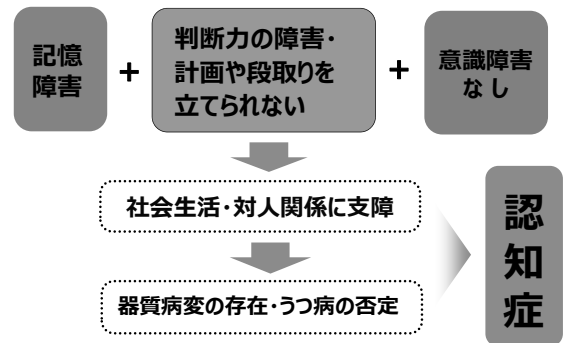 記憶
障害
+
判断力の障害・
計画や段取りを
立てられない
+
意識障害
なし
社会生活・対人関係に支障
器質病変の存在・うつ病の否定
認
知
症